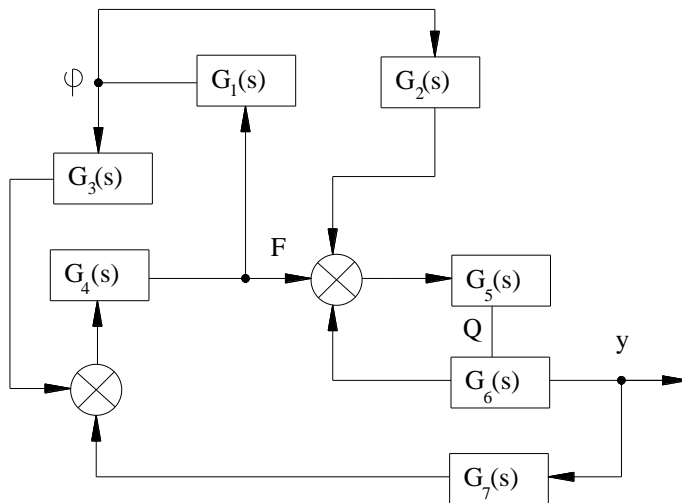 φ
G₁(s)
G₂(s)
G₃(s)
F
G₄(s)
G₅(s)
Q
y
G₆(s)
G₇(s)